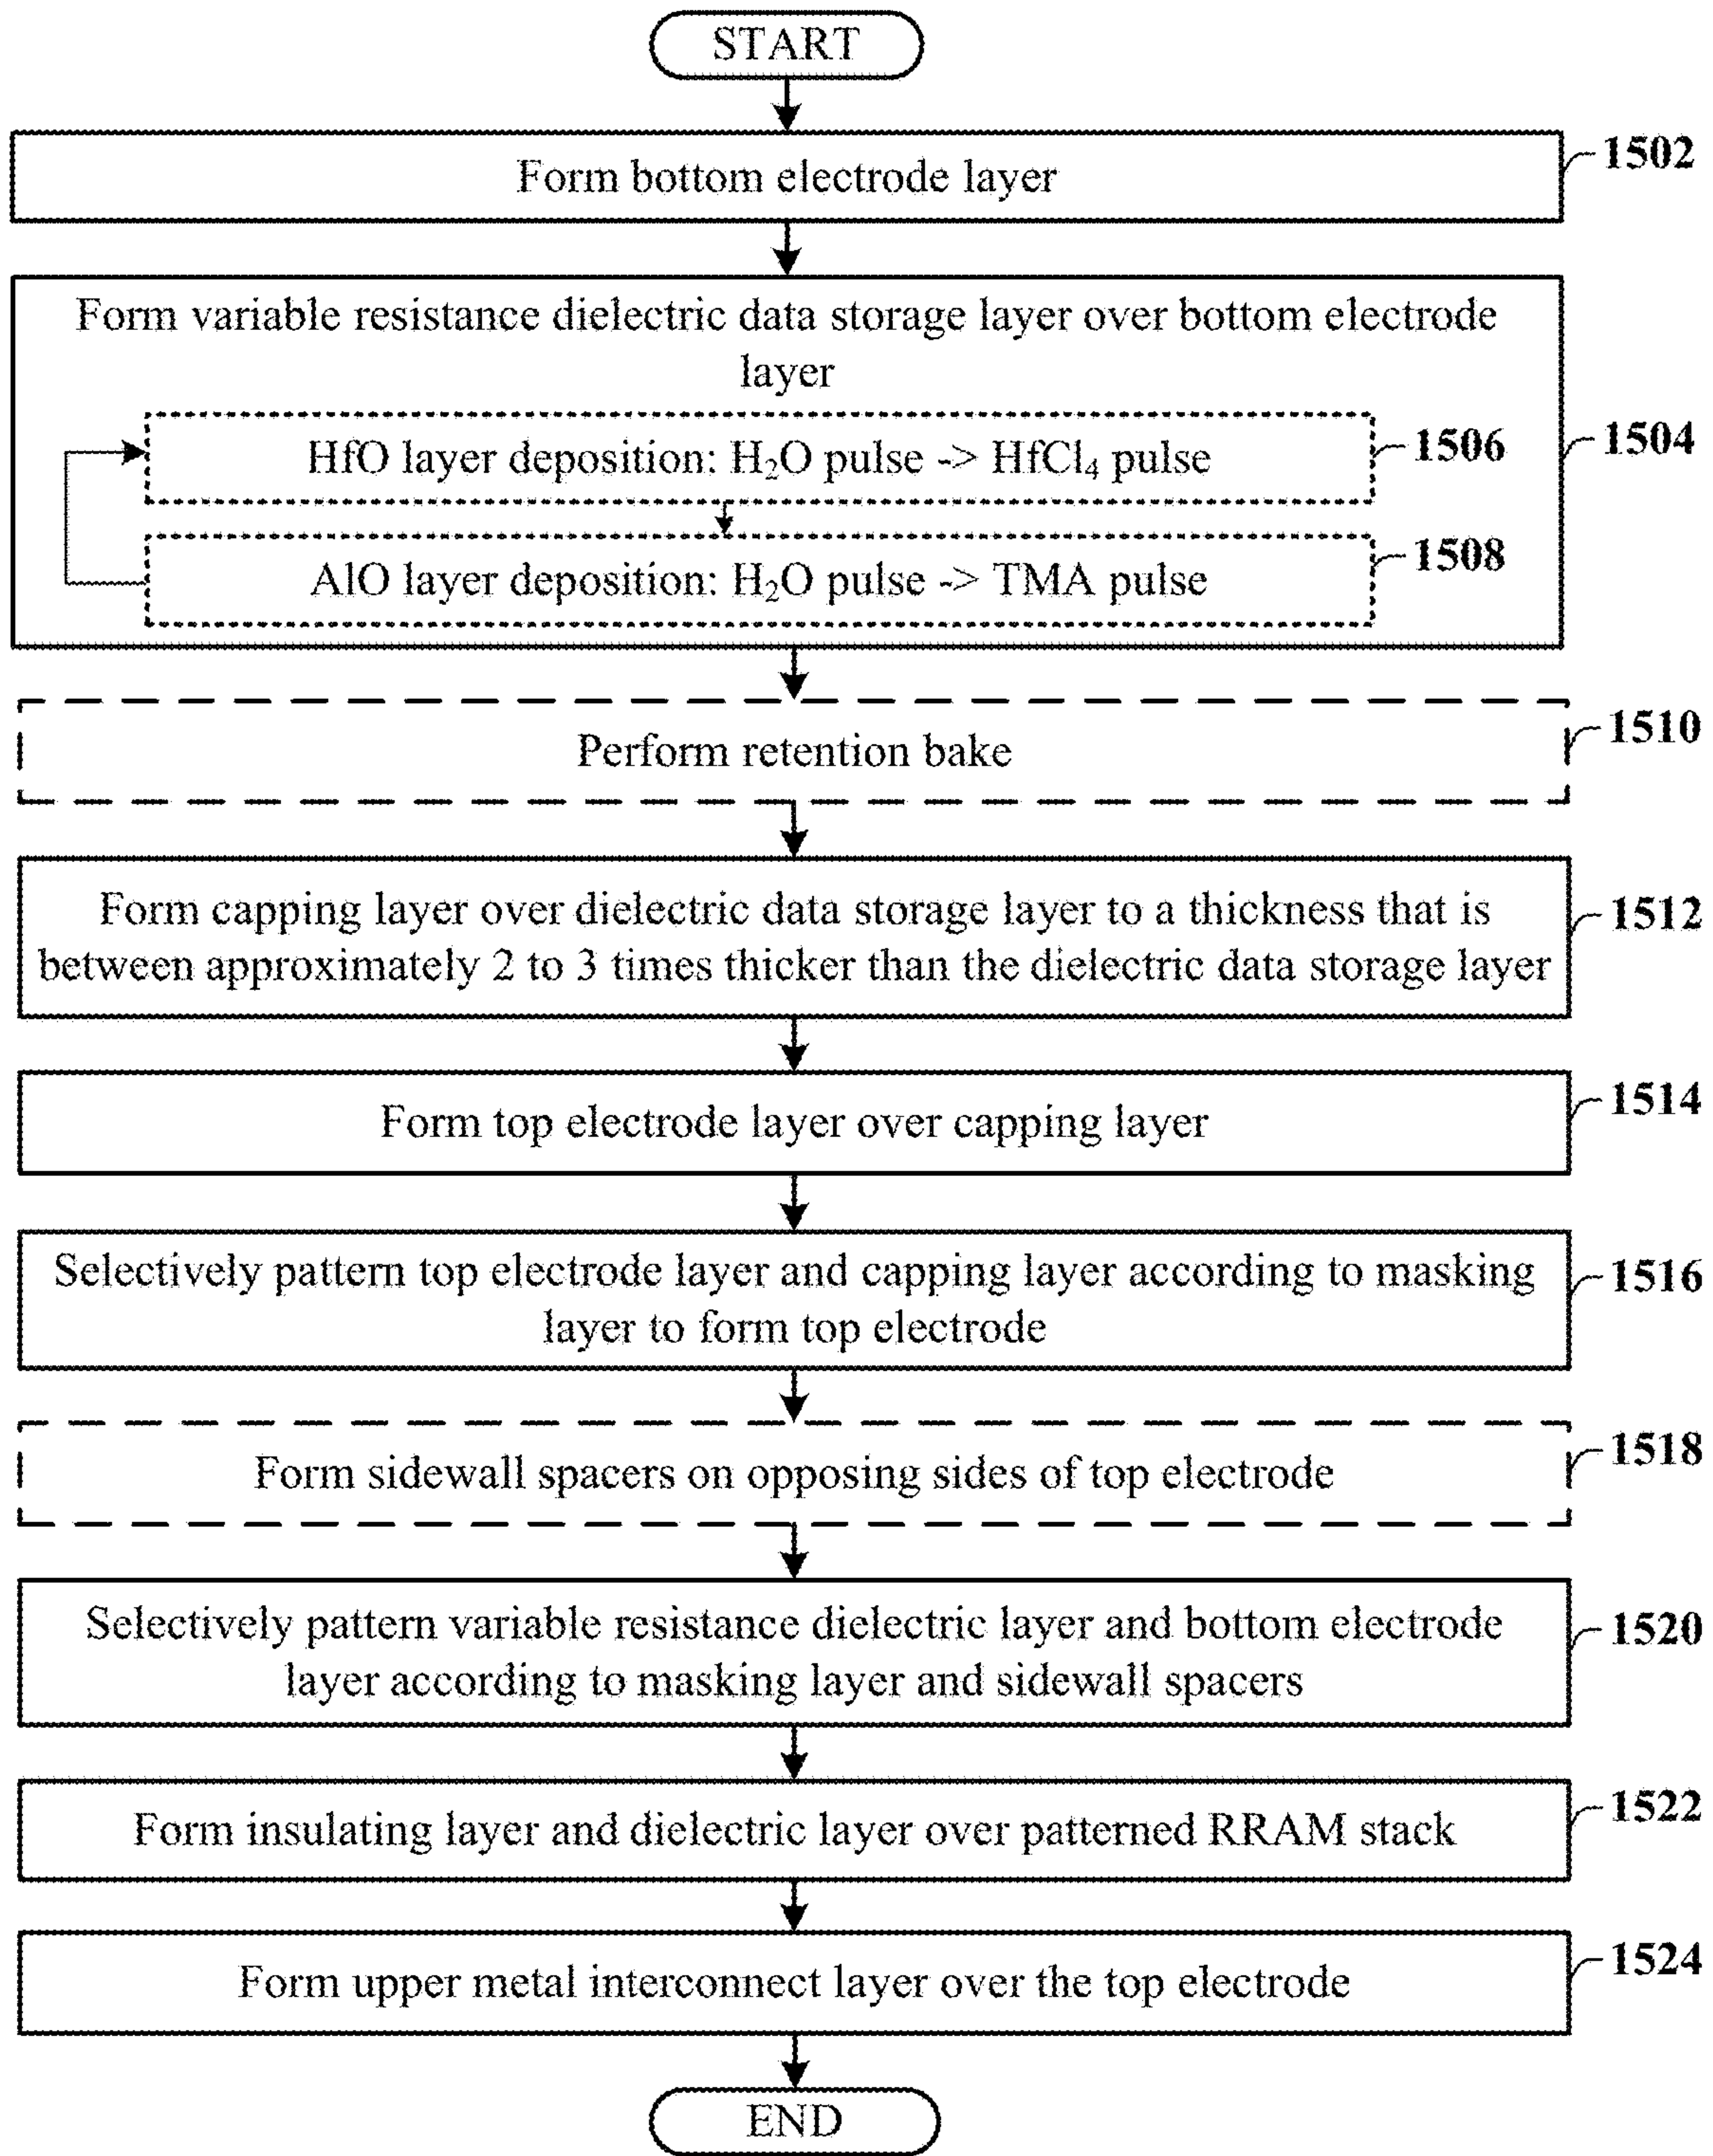 START
Form bottom electrode layer
1502
Form variable resistance dielectric data storage layer over bottom electrode
layer
1504
HfO layer deposition: H₂O pulse -> HfCl₄ pulse
1506
AlO layer deposition: H₂O pulse -> TMA pulse
1508
Perform retention bake
1510
Form capping layer over dielectric data storage layer to a thickness that is
between approximately 2 to 3 times thicker than the dielectric data storage layer
1512
Form top electrode layer over capping layer
1514
Selectively pattern top electrode layer and capping layer according to masking
layer to form top electrode
1516
Form sidewall spacers on opposing sides of top electrode
1518
Selectively pattern variable resistance dielectric layer and bottom electrode
layer according to masking layer and sidewall spacers
1520
Form insulating layer and dielectric layer over patterned RRAM stack
1522
Form upper metal interconnect layer over the top electrode
1524
END